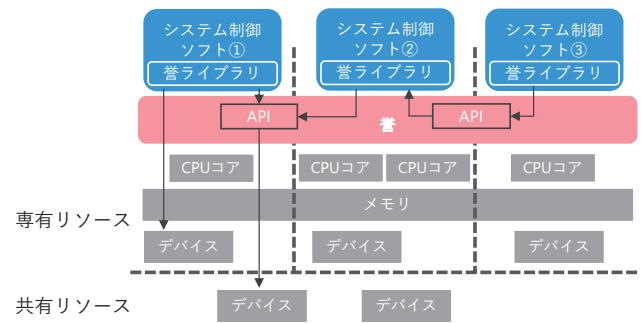 システム制御
ソフト①
誉ライブラリ
システム制御
ソフト②
誉ライブラリ
システム制御
ソフト③
誉ライブラリ
API
誉
API
CPUコア
CPUコア
CPUコア
CPUコア
メモリ
専有リソース
デバイス
デバイス
デバイス
共有リソース
デバイス
デバイス